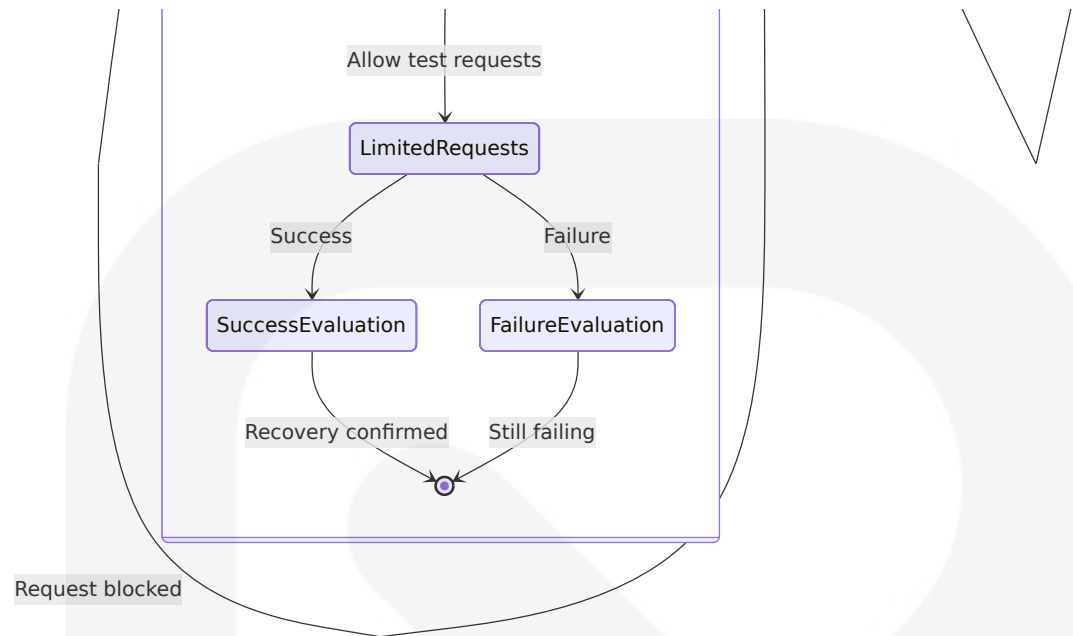 Allow test requests
LimitedRequests
Success
Failure
SuccessEvaluation
FailureEvaluation
Recovery confirmed
Still failing
Request blocked